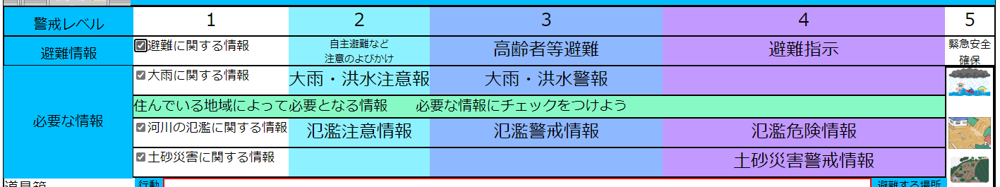 警戒レベル 1 2 3 4 5
避難情報 避難に関する情報 自主避難など 高齢者等避難 避難指示 緊急安全
注意のよびかけ 確保
大雨に関する情報 大雨・洪水注意報 大雨・洪水警報
住んでいる地域によって必要となる情報 必要な情報にチェックをつけよう
必要な情報
河川の氾濫に関する情報 氾濫注意情報 氾濫警戒情報 氾濫危険情報
土砂災害に関する情報 土砂災害警戒情報
道具箱 行動 避難する場所